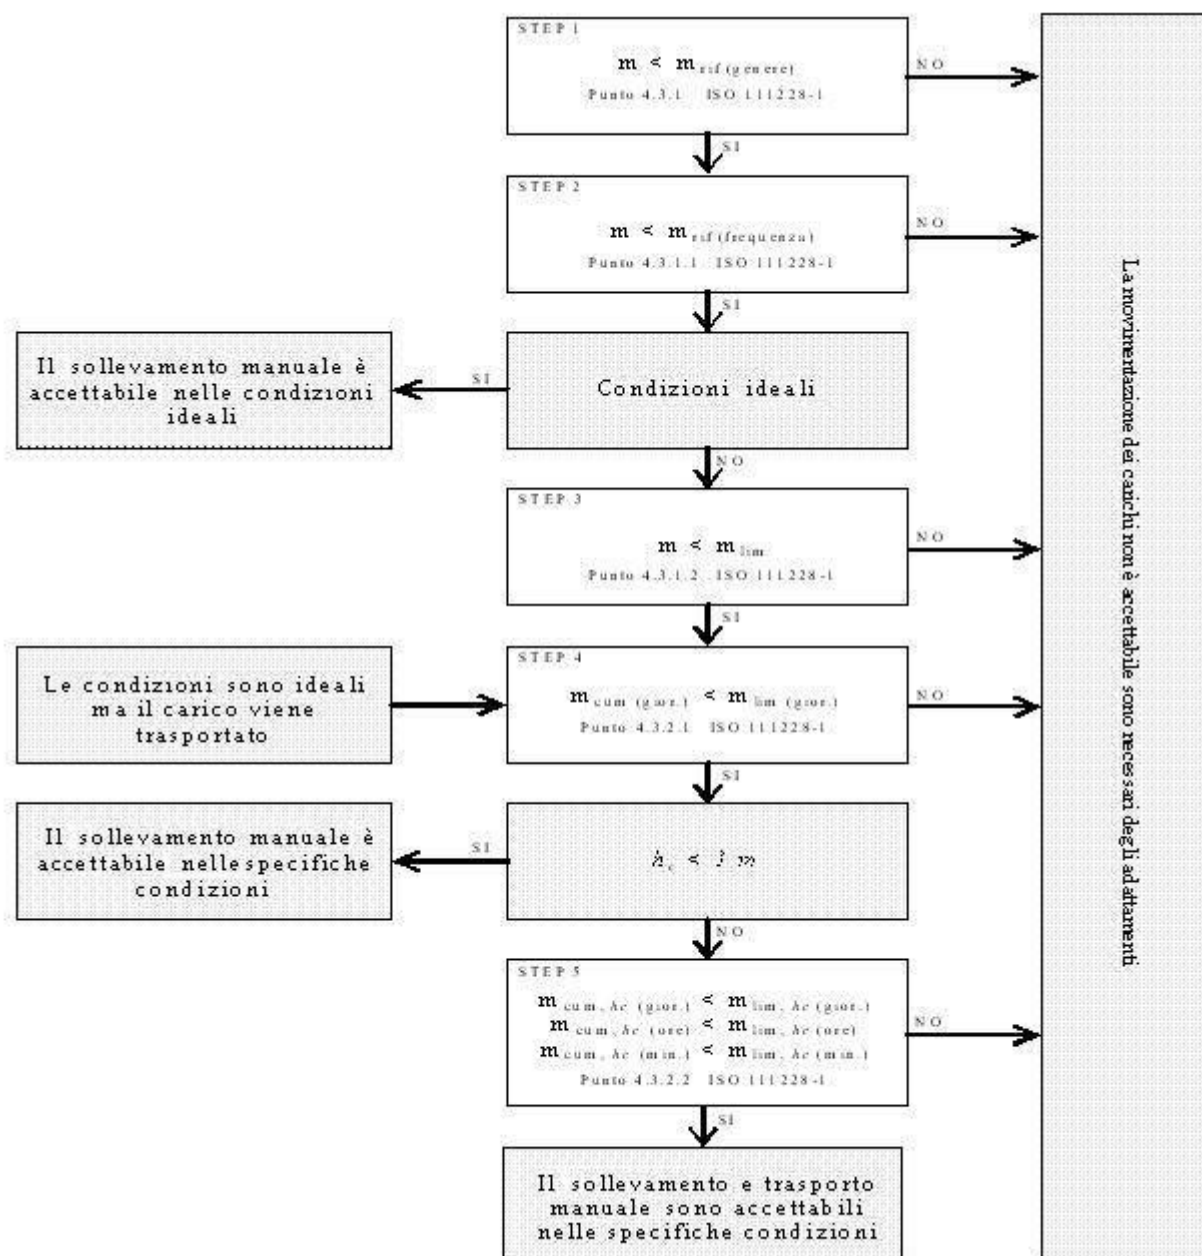 STEP 1
m < m rif (genere)
Punto 4.3.1 ISO 111228-1
NO
SI
STEP 2
m < m rif (frequenza)
Punto 4.3.1.1 ISO 111228-1
NO
SI
Il sollevamento manuale è
accettabile nelle condizioni
ideali
SI
Condizioni ideali
NO
STEP 3
m < m lim
Punto 4.3.1.2 ISO 111228-1
NO
SI
Le condizioni sono ideali
ma il carico viene
trasportato
STEP 4
m cum (gior.) < m lim (gior.)
Punto 4.3.2.1 ISO 111228-1
NO
SI
Il sollevamento manuale è
accettabile nelle specifiche
condizioni
SI
h c < 1 m
NO
STEP 5
m cum, hc (gior.) < m lim, hc (gior.)
m cum, hc (ore) < m lim, hc (ore)
m cum, hc (min.) < m lim, hc (min.)
Punto 4.3.2.2 ISO 111228-1
NO
SI
Il sollevamento e trasporto
manuale sono accettabili
nelle specifiche condizioni
La movimentazione dei carichi non è accettabile sono necessari degli adattamenti